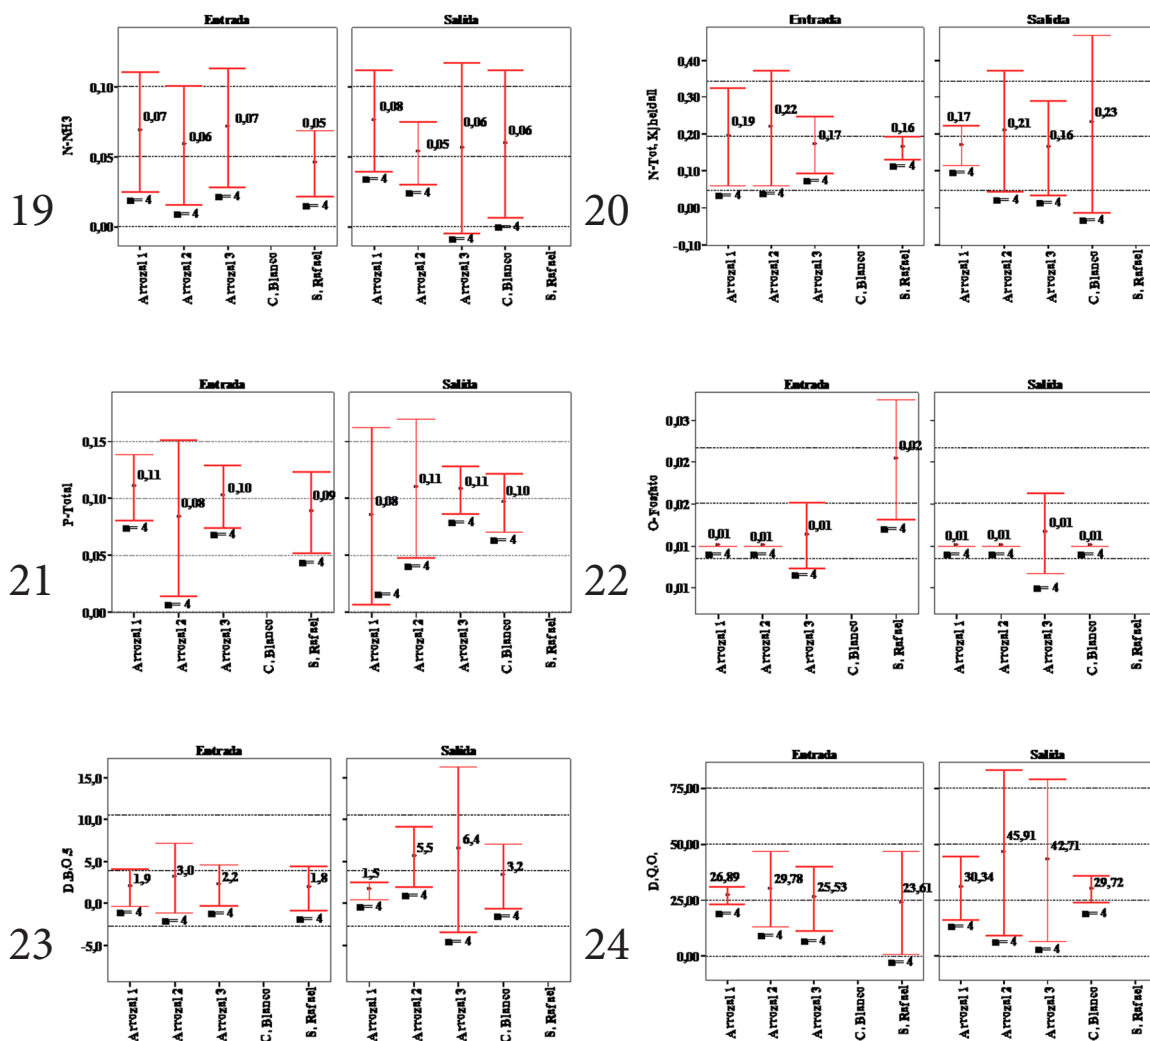 Entrada Salida
N-NH3
0,10
0,05
0,00
0,07 0,06 0,07 0,05
0,08 0,05 0,06 0,06
= 4 = 4 = 4 = 4
= 4 = 4 = 4 = 4
Arrozal 1 Arrozal 2 Arrozal 3 C. Blanco S. Rafael
Arrozal 1 Arrozal 2 Arrozal 3 C. Blanco S. Rafael
19
Entrada Salida
N-Tot, Kjheldall
0,40
0,30
0,20
0,10
0,00
-0,10
0,19 0,22 0,17 0,16
0,17 0,21 0,16 0,23
= 4 = 4 = 4 = 4
= 4 = 4 = 4 = 4
Arrozal 1 Arrozal 2 Arrozal 3 C. Blanco S. Rafael
Arrozal 1 Arrozal 2 Arrozal 3 C. Blanco S. Rafael
20
Entrada Salida
P-Total
0,15
0,10
0,05
0,00
0,11 0,08 0,10 0,09
0,08 0,11 0,11 0,10
= 4 = 4 = 4 = 4
= 4 = 4 = 4 = 4
Arrozal 1 Arrozal 2 Arrozal 3 C. Blanco S. Rafael
Arrozal 1 Arrozal 2 Arrozal 3 C. Blanco S. Rafael
21
Entrada Salida
O-Fosfato
0,03
0,02
0,02
0,01
0,01
0,01 0,01 0,01 0,02
0,01 0,01 0,01 0,01
= 4 = 4 = 4 = 4
= 4 = 4 = 4 = 4
Arrozal 1 Arrozal 2 Arrozal 3 C. Blanco S. Rafael
Arrozal 1 Arrozal 2 Arrozal 3 C. Blanco S. Rafael
22
Entrada Salida
D,B,O,5
15,0
10,0
5,0
0,0
-5,0
1,9 3,0 2,2 1,8
1,5 5,5 6,4 3,2
= 4 = 4 = 4 = 4
= 4 = 4 = 4 = 4
Arrozal 1 Arrozal 2 Arrozal 3 C. Blanco S. Rafael
Arrozal 1 Arrozal 2 Arrozal 3 C. Blanco S. Rafael
23
Entrada Salida
D,Q,O,
75,00
50,00
25,00
0,00
26,89 29,78 25,53 23,61
30,34 45,91 42,71 29,72
= 4 = 4 = 4 = 4
= 4 = 4 = 4 = 4
Arrozal 1 Arrozal 2 Arrozal 3 C. Blanco S. Rafael
Arrozal 1 Arrozal 2 Arrozal 3 C. Blanco S. Rafael
24